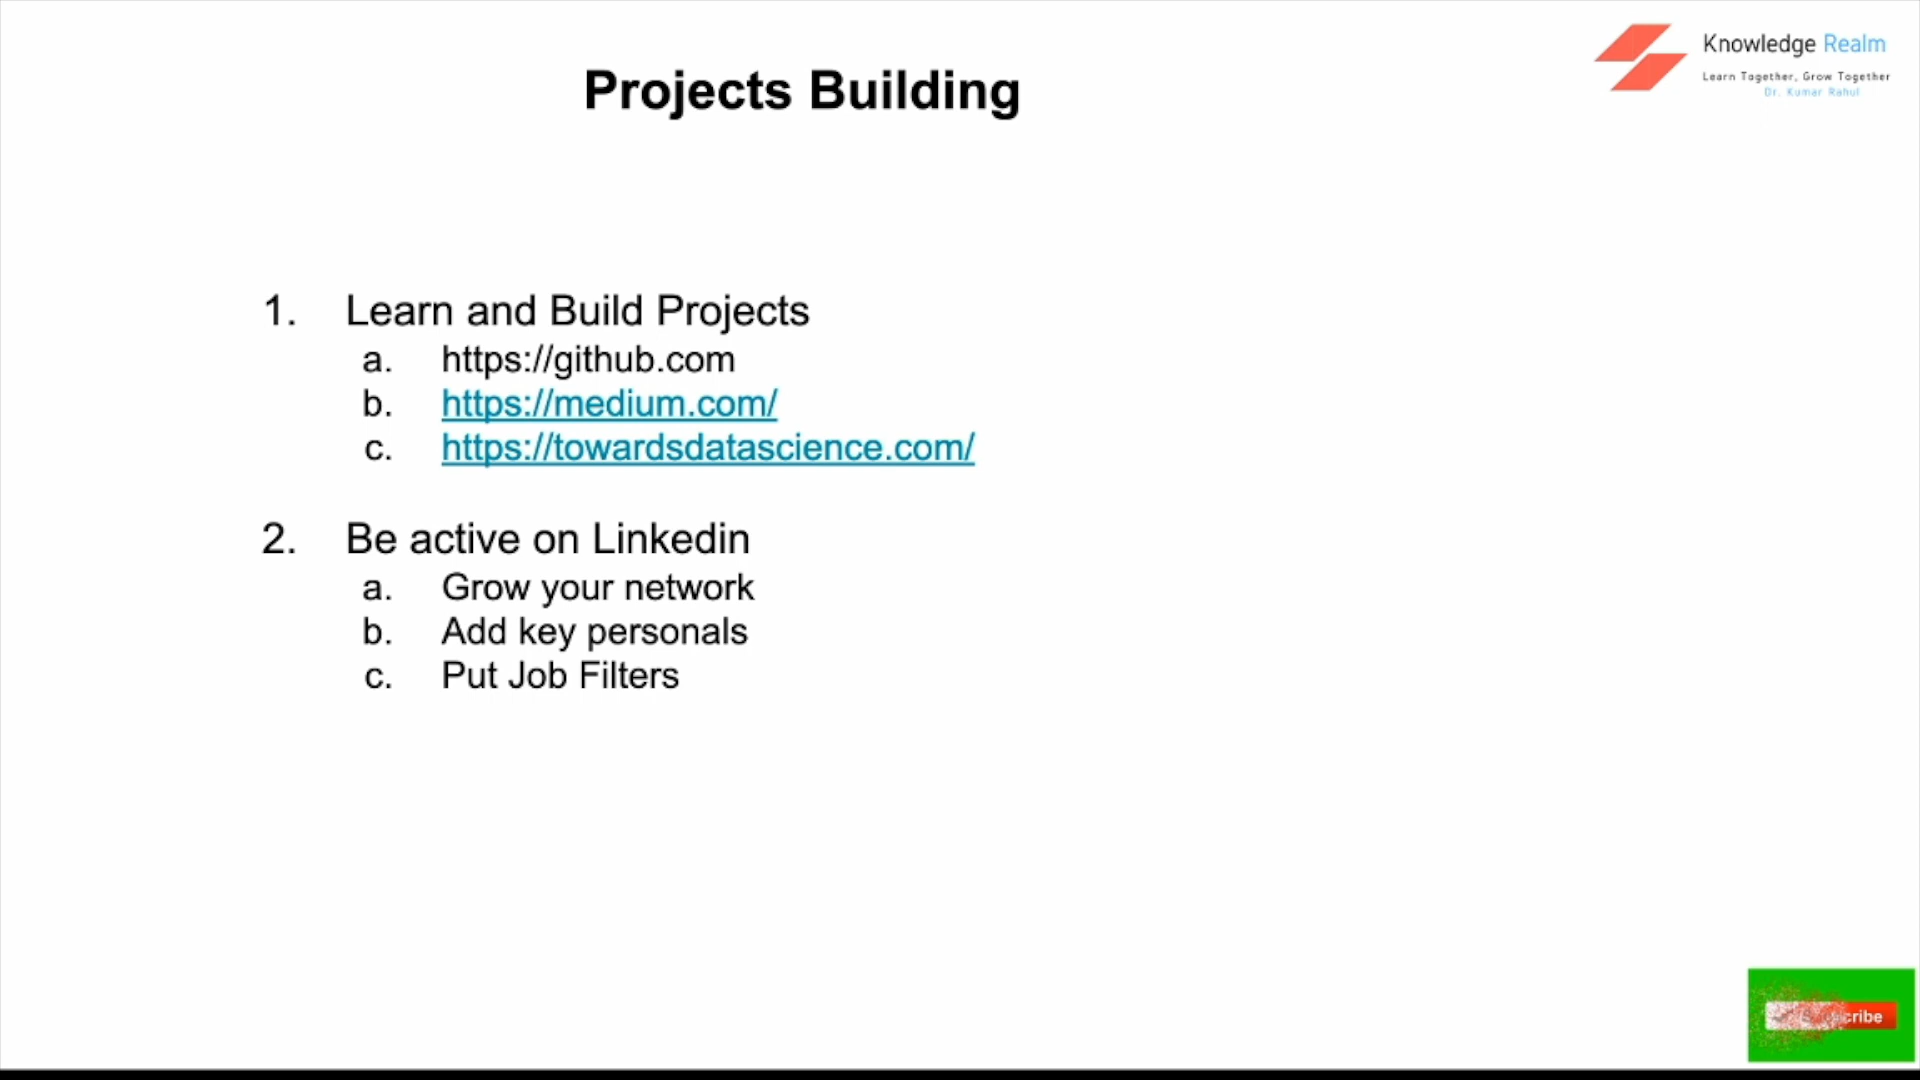 Projects Building
Knowledge Realm
Learn Together, Grow Together
Dr. Kumar Rahul
1. Learn and Build Projects
a. https://github.com
b. https://medium.com/
c. https://towardsdatascience.com/
2. Be active on Linkedin
a. Grow your network
b. Add key personals
c. Put Job Filters